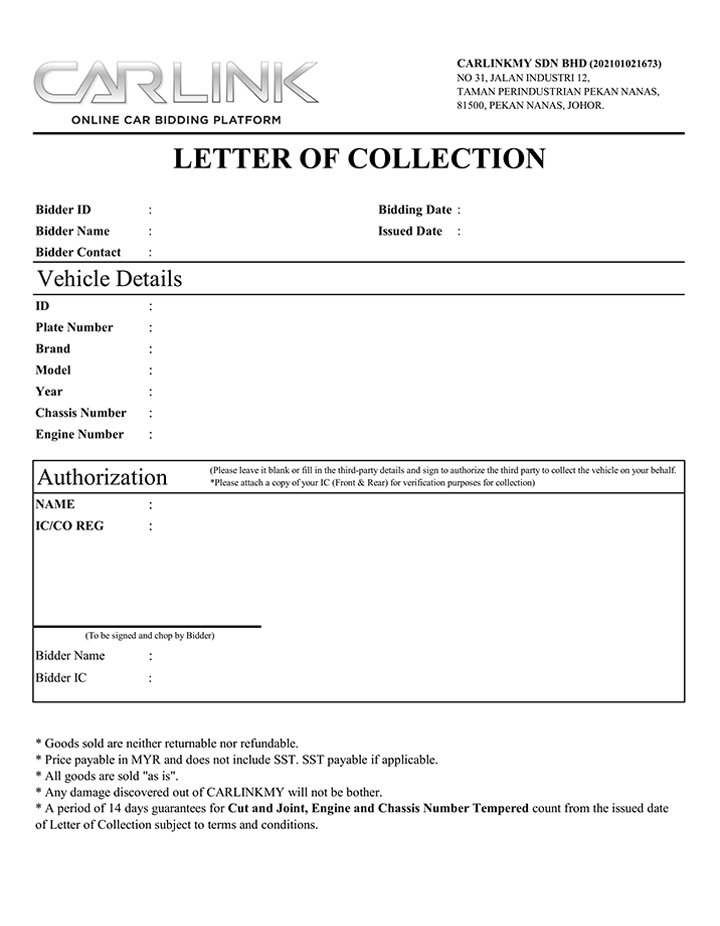 CARLINK
ONLINE CAR BIDDING PLATFORM
CARLINKMY SDN BHD (202101021673)
NO 31, JALAN INDUSTRI 12,
TAMAN PERINDUSTRIAN PEKAN NANAS,
81500, PEKAN NANAS, JOHOR.
LETTER OF COLLECTION
Bidder ID : Bidding Date :
Bidder Name : Issued Date :
Bidder Contact :
Vehicle Details
ID :
Plate Number :
Brand :
Model :
Year :
Chassis Number :
Engine Number :
Authorization
(Please leave it blank or fill in the third-party details and sign to authorize the third party to collect the vehicle on your behalf.
*Please attach a copy of your IC (Front & Rear) for verification purposes for collection)
NAME :
IC/CO REG :
(To be signed and chop by Bidder)
Bidder Name :
Bidder IC :
* Goods sold are neither returnable nor refundable.
* Price payable in MYR and does not include SST. SST payable if applicable.
* All goods are sold "as is".
* Any damage discovered out of CARLINKMY will not be bother.
* A period of 14 days guarantees for Cut and Joint, Engine and Chassis Number Tempered count from the issued date
of Letter of Collection subject to terms and conditions.